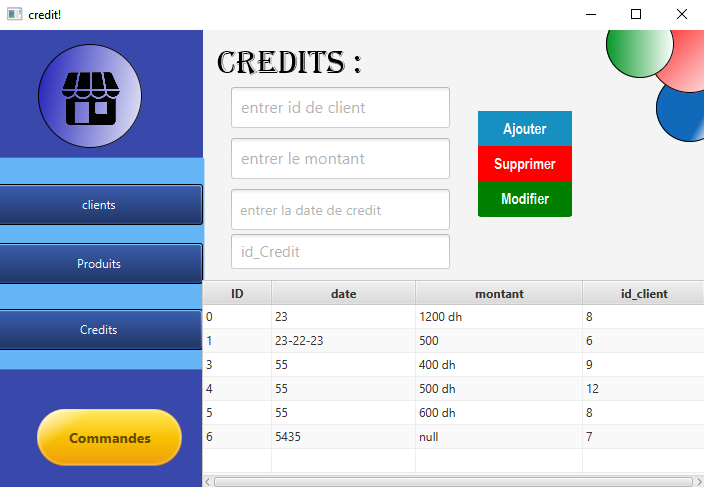 credit!
CREDITS :
entrer id de client
entrer le montant
entrer la date de credit
id_Credit
Ajouter
Supprimer
Modifier
clients
Produits
Credits
Commandes
ID date montant id_client
0 23 1200 dh 8
1 23-22-23 500 6
3 55 400 dh 9
4 55 500 dh 12
5 55 600 dh 8
6 5435 null 7